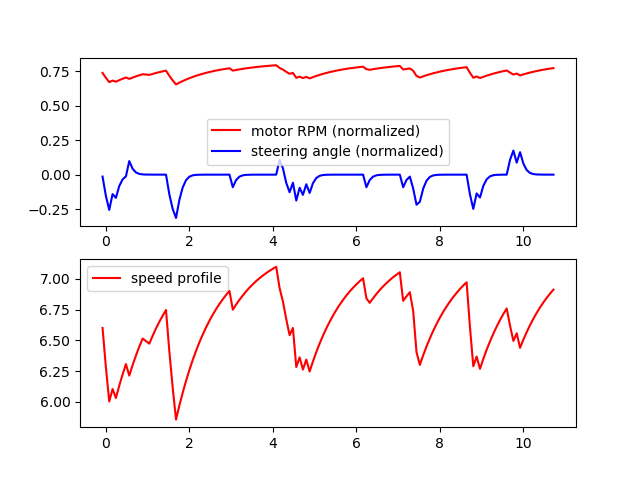 0.75
0.50
0.25
0.00
−0.25
motor RPM (normalized)
steering angle (normalized)
0 2 4 6 8 10
7.00
6.75
6.50
6.25
6.00
speed profile
0 2 4 6 8 10